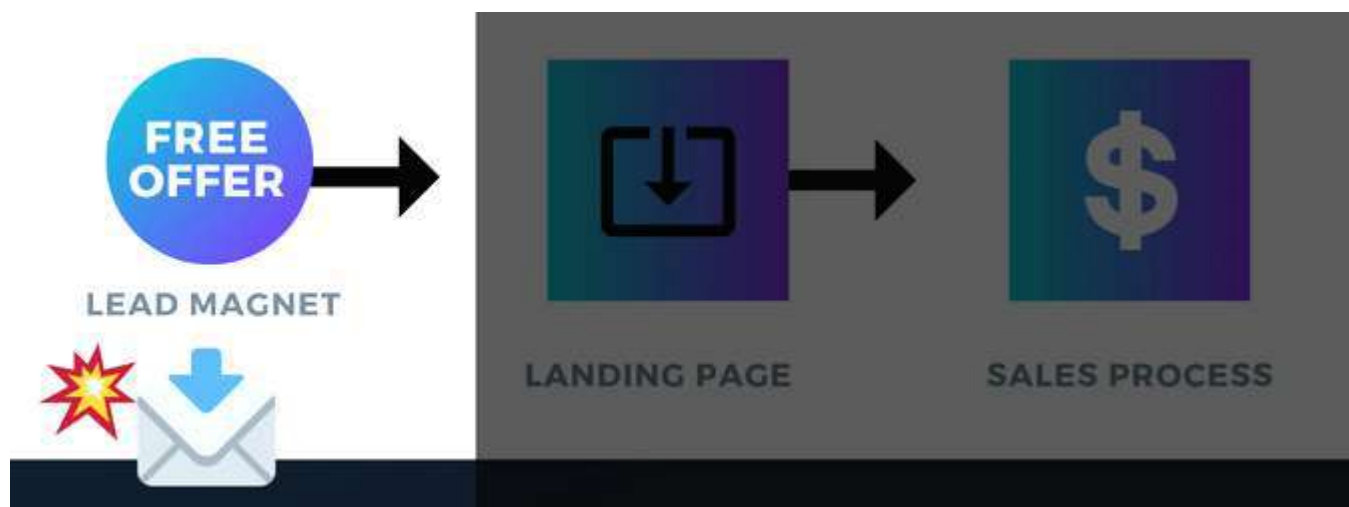 FREE
OFFER
LEAD MAGNET
LANDING PAGE
$
SALES PROCESS